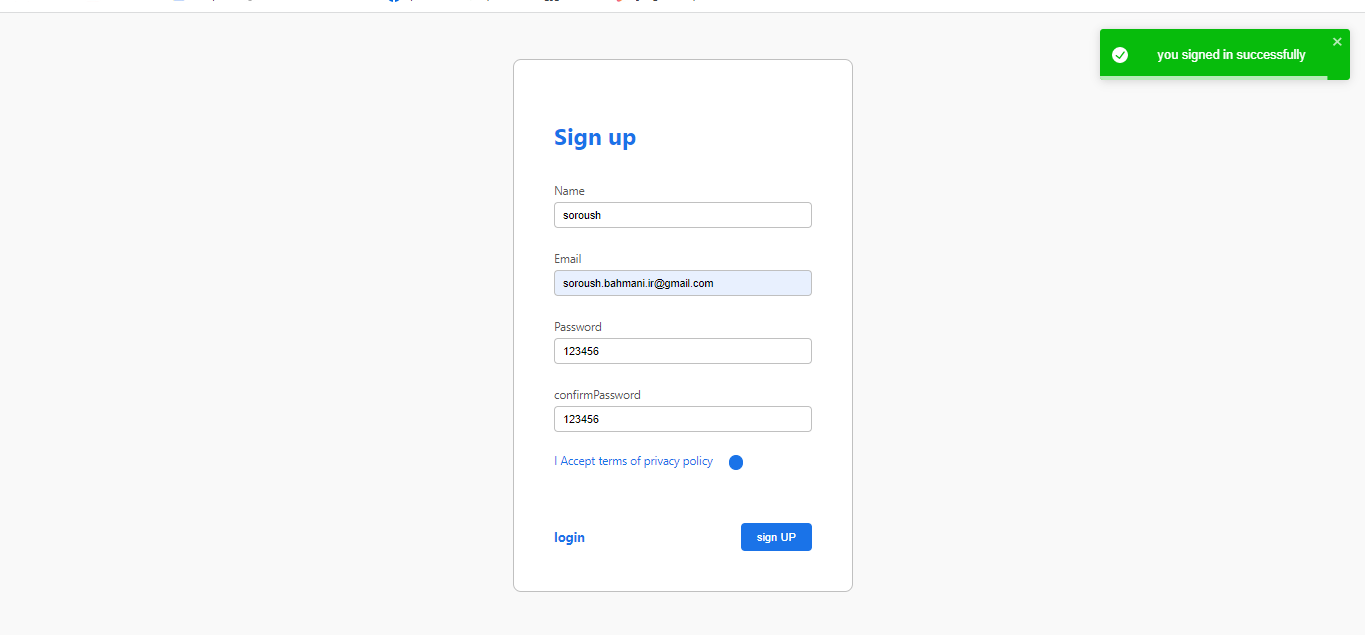 you signed in successfully
Sign up
Name
soroush
Email
soroush.bahmani.ir@gmail.com
Password
123456
confirmPassword
123456
I Accept terms of privacy policy
login
sign UP